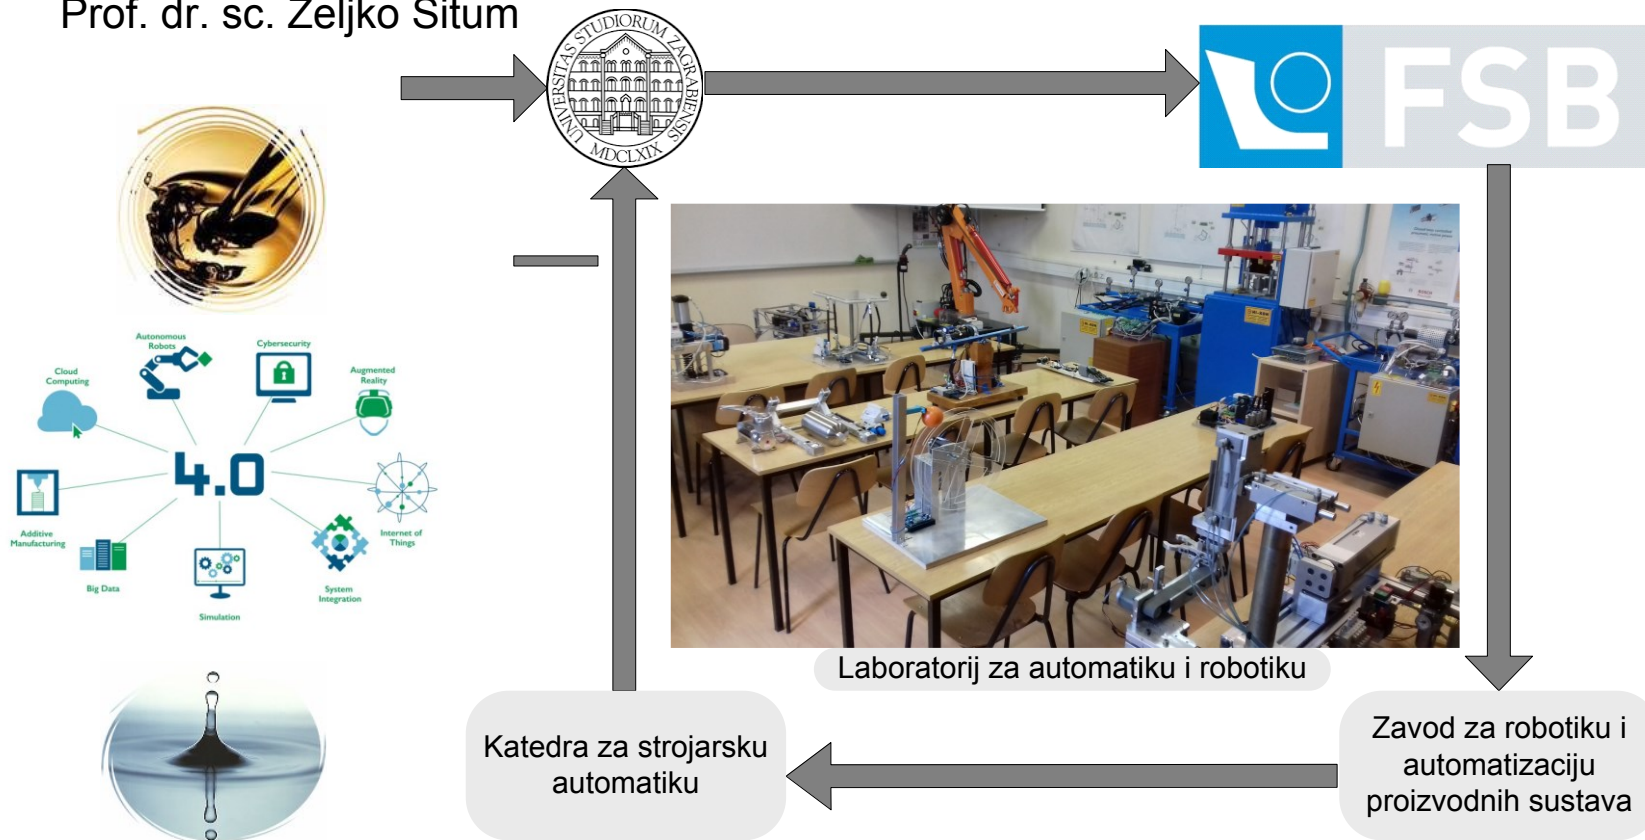 Prof. dr. sc. Željko Šitum
UNIVERSITAS STUDIORUM ZAGRABIENSIS
MDCLXIX
FSB
Autonomous
Robots
Cybersecurity
Cloud
Computing
Augmented
Reality
4.0
Additive
Manufacturing
Internet of
Things
Big Data
System
Integration
Simulation
Laboratorij za automatiku i robotiku
Katedra za strojarsku
automatiku
Zavod za robotiku i
automatizaciju
proizvodnih sustava